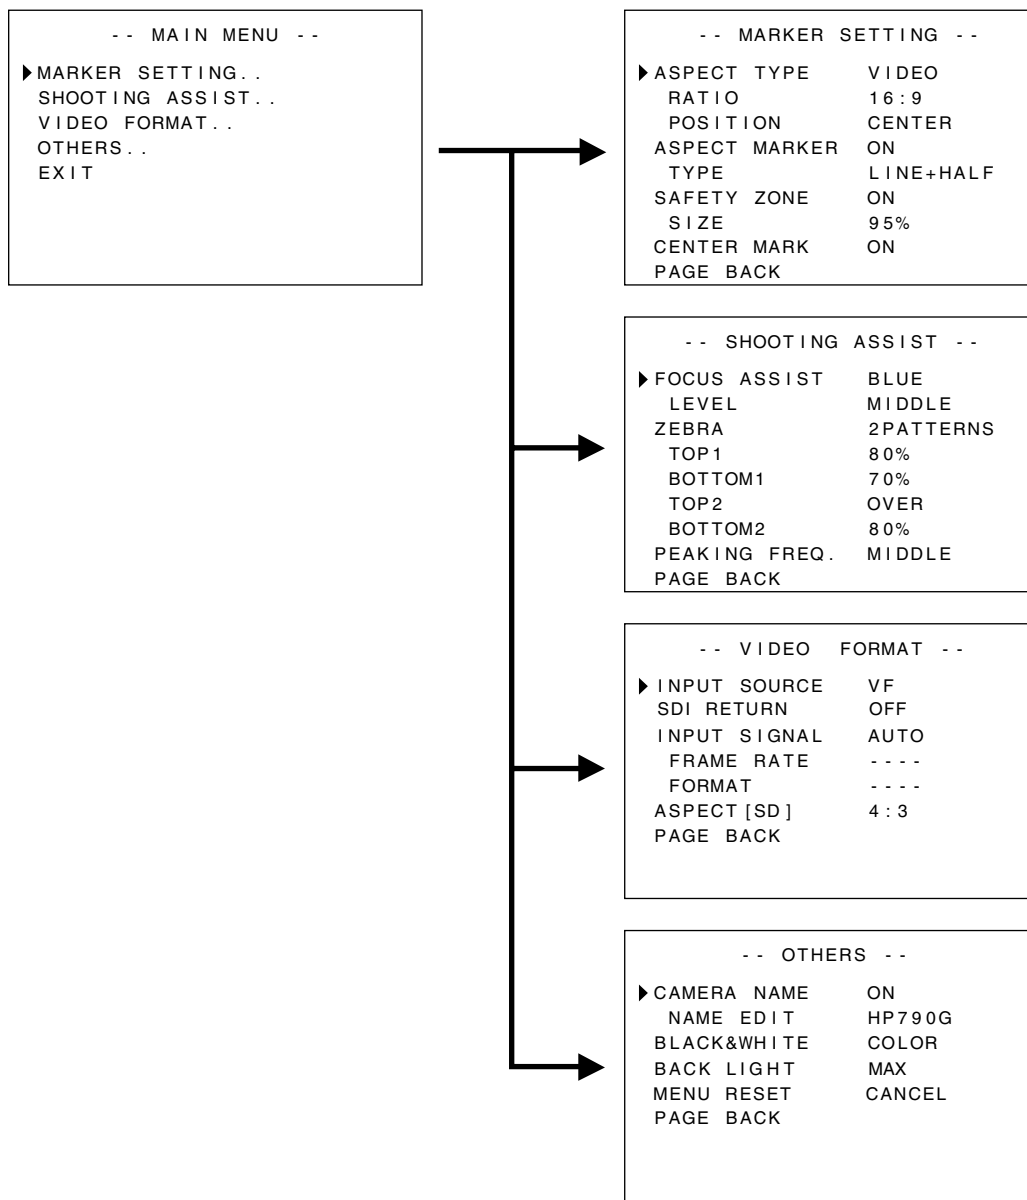 -- MAIN MENU --
MARKER SETTING..
SHOOTING ASSIST..
VIDEO FORMAT..
OTHERS..
EXIT
-- MARKER SETTING --
ASPECT TYPE VIDEO
RATIO 16:9
POSITION CENTER
ASPECT MARKER ON
TYPE LINE+HALF
SAFETY ZONE ON
SIZE 95%
CENTER MARK ON
PAGE BACK
-- SHOOTING ASSIST --
FOCUS ASSIST BLUE
LEVEL MIDDLE
ZEBRA 2PATTERNS
TOP1 80%
BOTTOM1 70%
TOP2 OVER
BOTTOM2 80%
PEAKING FREQ. MIDDLE
PAGE BACK
-- VIDEO FORMAT --
INPUT SOURCE VF
SDI RETURN OFF
INPUT SIGNAL AUTO
FRAME RATE ----
FORMAT ----
ASPECT[SD] 4:3
PAGE BACK
-- OTHERS --
CAMERA NAME ON
NAME EDIT HP790G
BLACK&WHITE COLOR
BACK LIGHT MAX
MENU RESET CANCEL
PAGE BACK